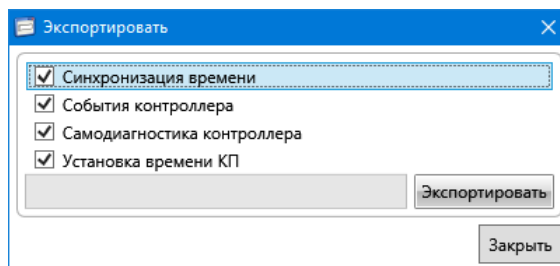 Экспортировать
Синхронизация времени
События контроллера
Самодиагностика контроллера
Установка времени КП
Экспортировать
Закрыть